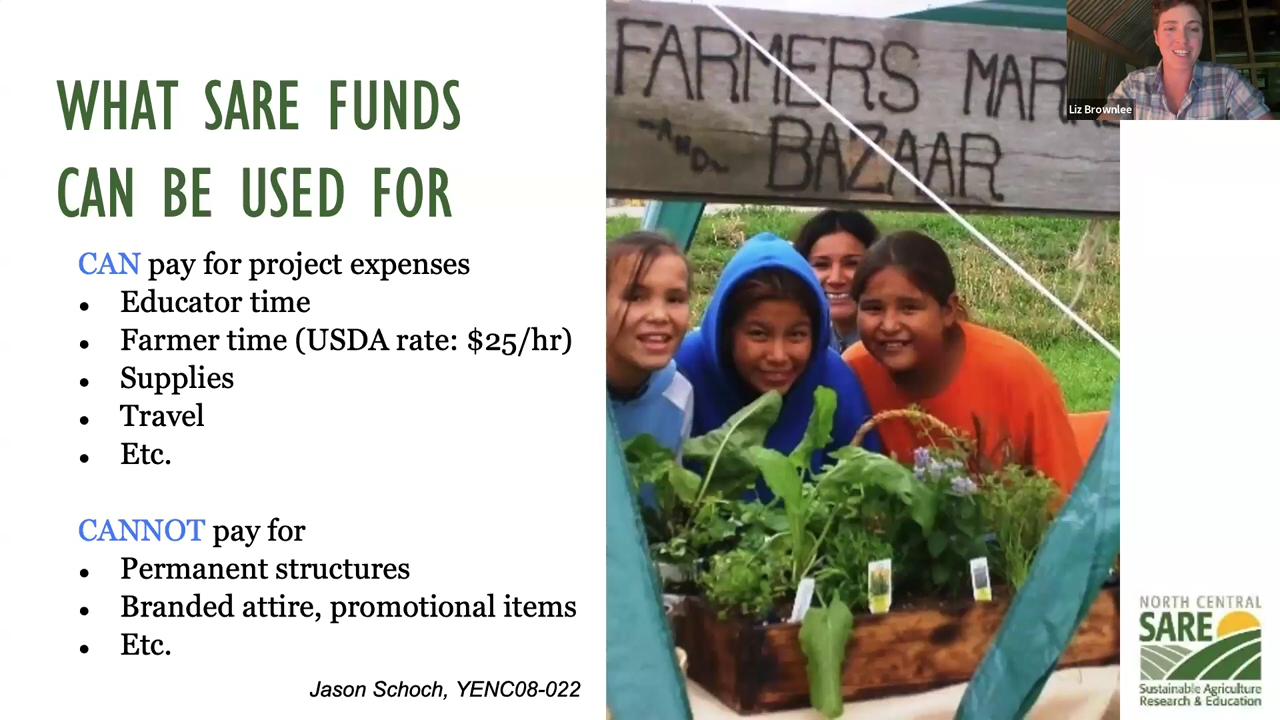 WHAT SARE FUNDS
CAN BE USED FOR
CAN pay for project expenses
• Educator time
• Farmer time (USDA rate: $25/hr)
• Supplies
• Travel
• Etc.
CANNOT pay for
• Permanent structures
• Branded attire, promotional items
• Etc.
Jason Schoch, YENC08-022
FARMERS MAR
~AND~ BAZAAR
Liz Brownlee
NORTH CENTRAL
SARE
Sustainable Agriculture
Research & Education